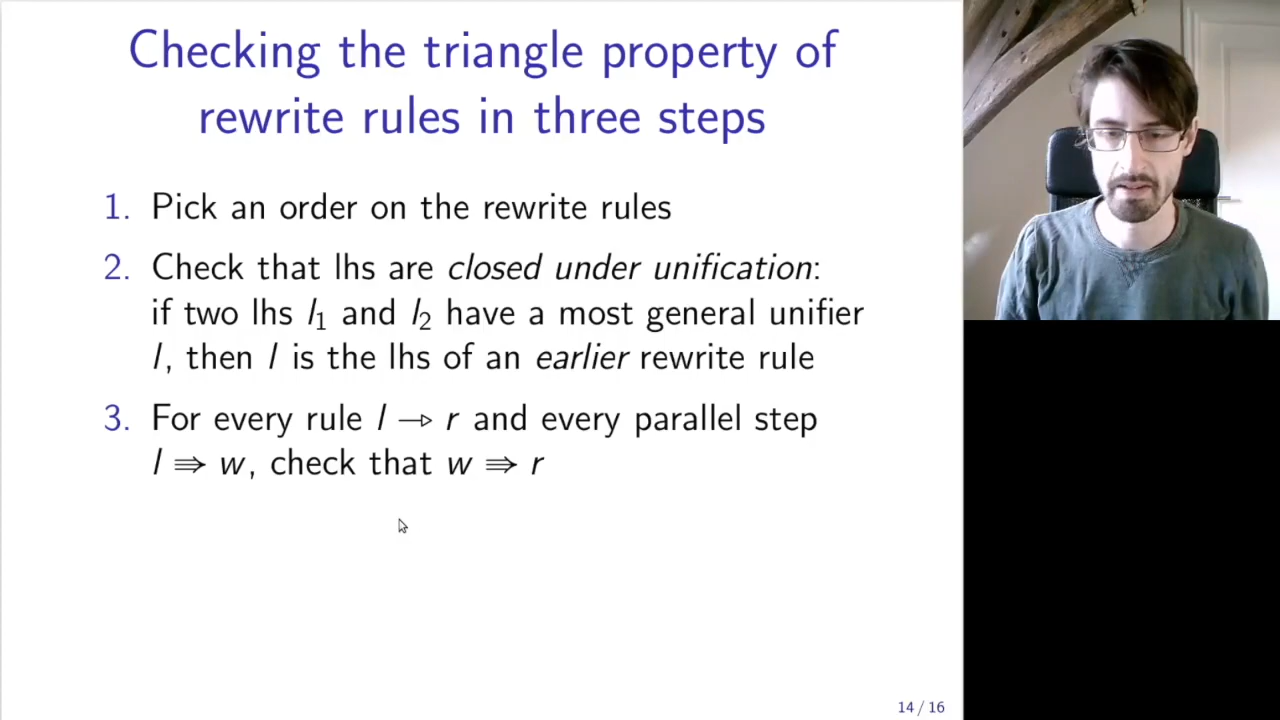 Checking the triangle property of
rewrite rules in three steps
1. Pick an order on the rewrite rules
2. Check that lhs are closed under unification:
if two lhs l₁ and l₂ have a most general unifier
l, then l is the lhs of an earlier rewrite rule
3. For every rule l ⇾ r and every parallel step
l ⇛ w, check that w ⇛ r
14 / 16